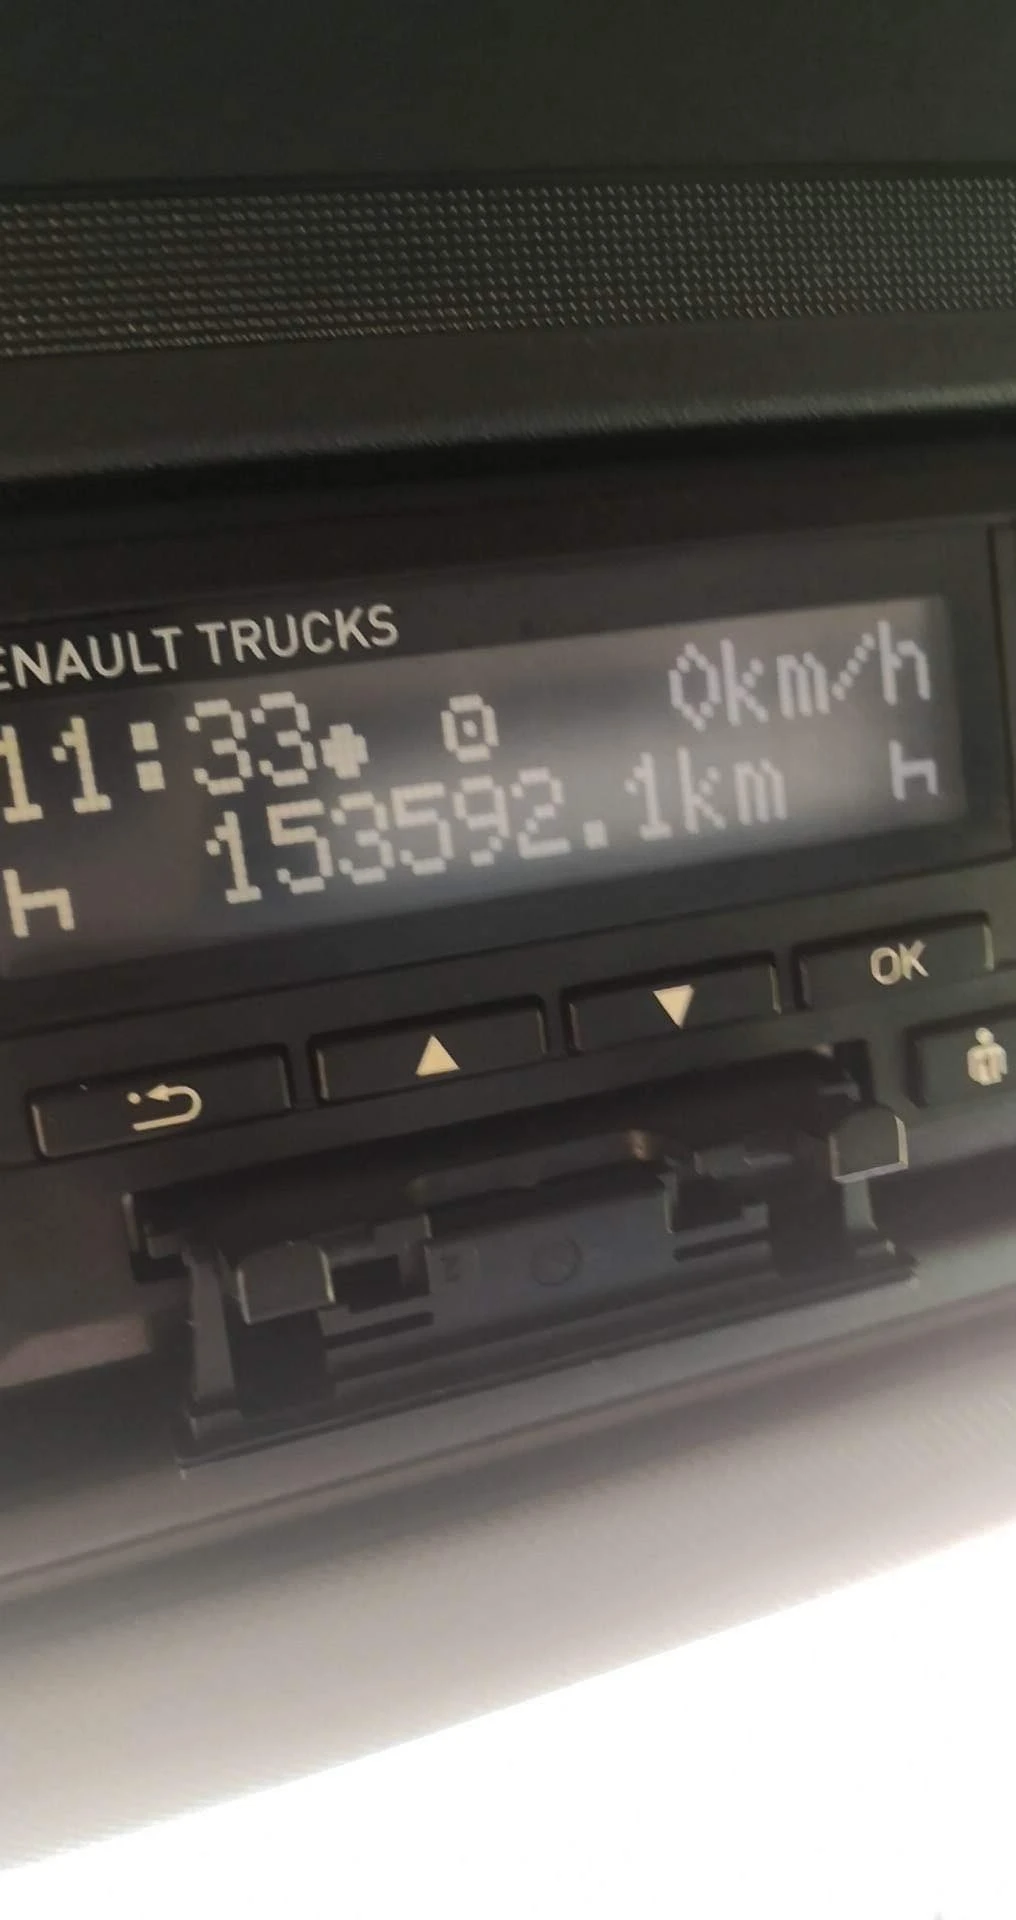 ENAULT TRUCKS
11:33 0km/h
153592.1km
OK